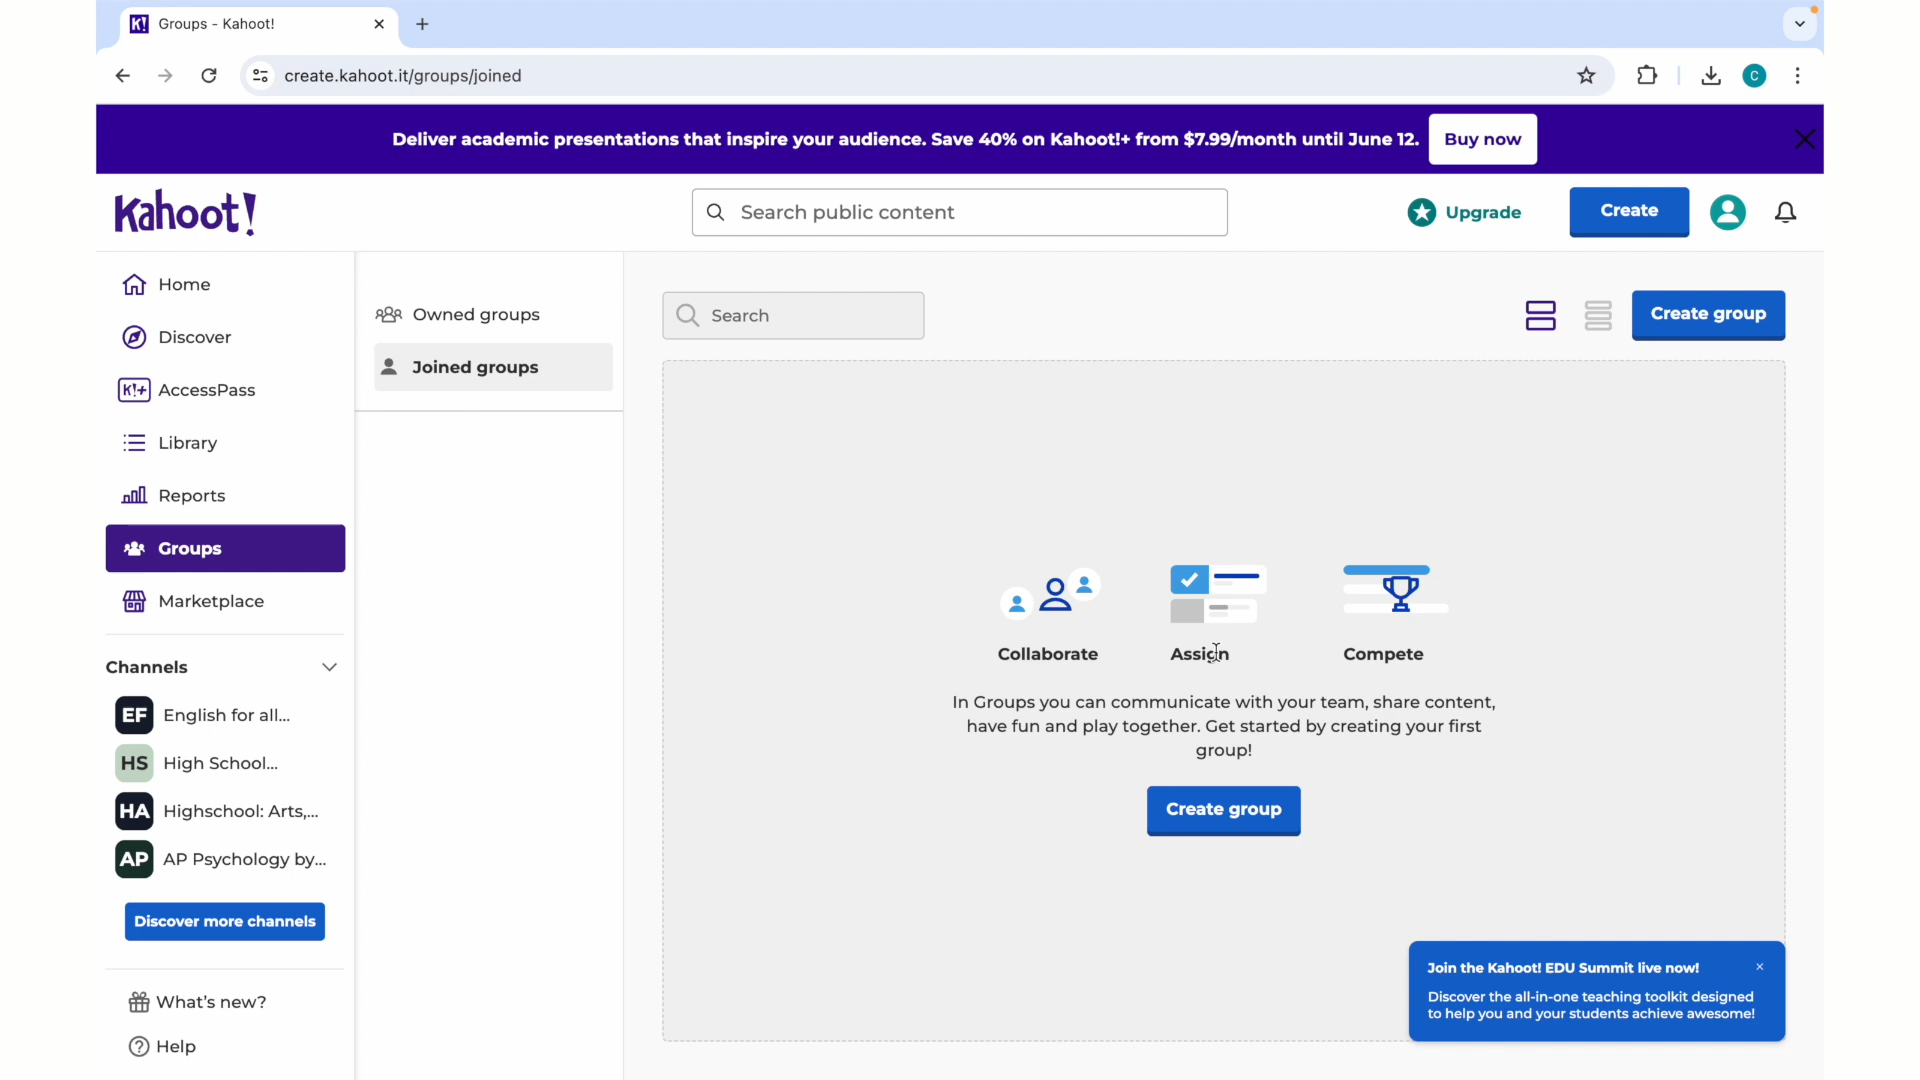 K! Groups - Kahoot!
create.kahoot.it/groups/joined
C
Deliver academic presentations that inspire your audience. Save 40% on Kahoot!+ from $7.99/month until June 12.
Buy now
Kahoot!
Search public content
Upgrade
Create
Home
Discover
K!+ AccessPass
Library
Reports
Groups
Marketplace
Channels
EF English for all...
HS High School...
HA Highschool: Arts,...
AP AP Psychology by...
Discover more channels
What's new?
Help
Owned groups
Joined groups
Search
Create group
Collaborate
Assign
Compete
In Groups you can communicate with your team, share content,
have fun and play together. Get started by creating your first
group!
Create group
Join the Kahoot! EDU Summit live now!
Discover the all-in-one teaching toolkit designed
to help you and your students achieve awesome!